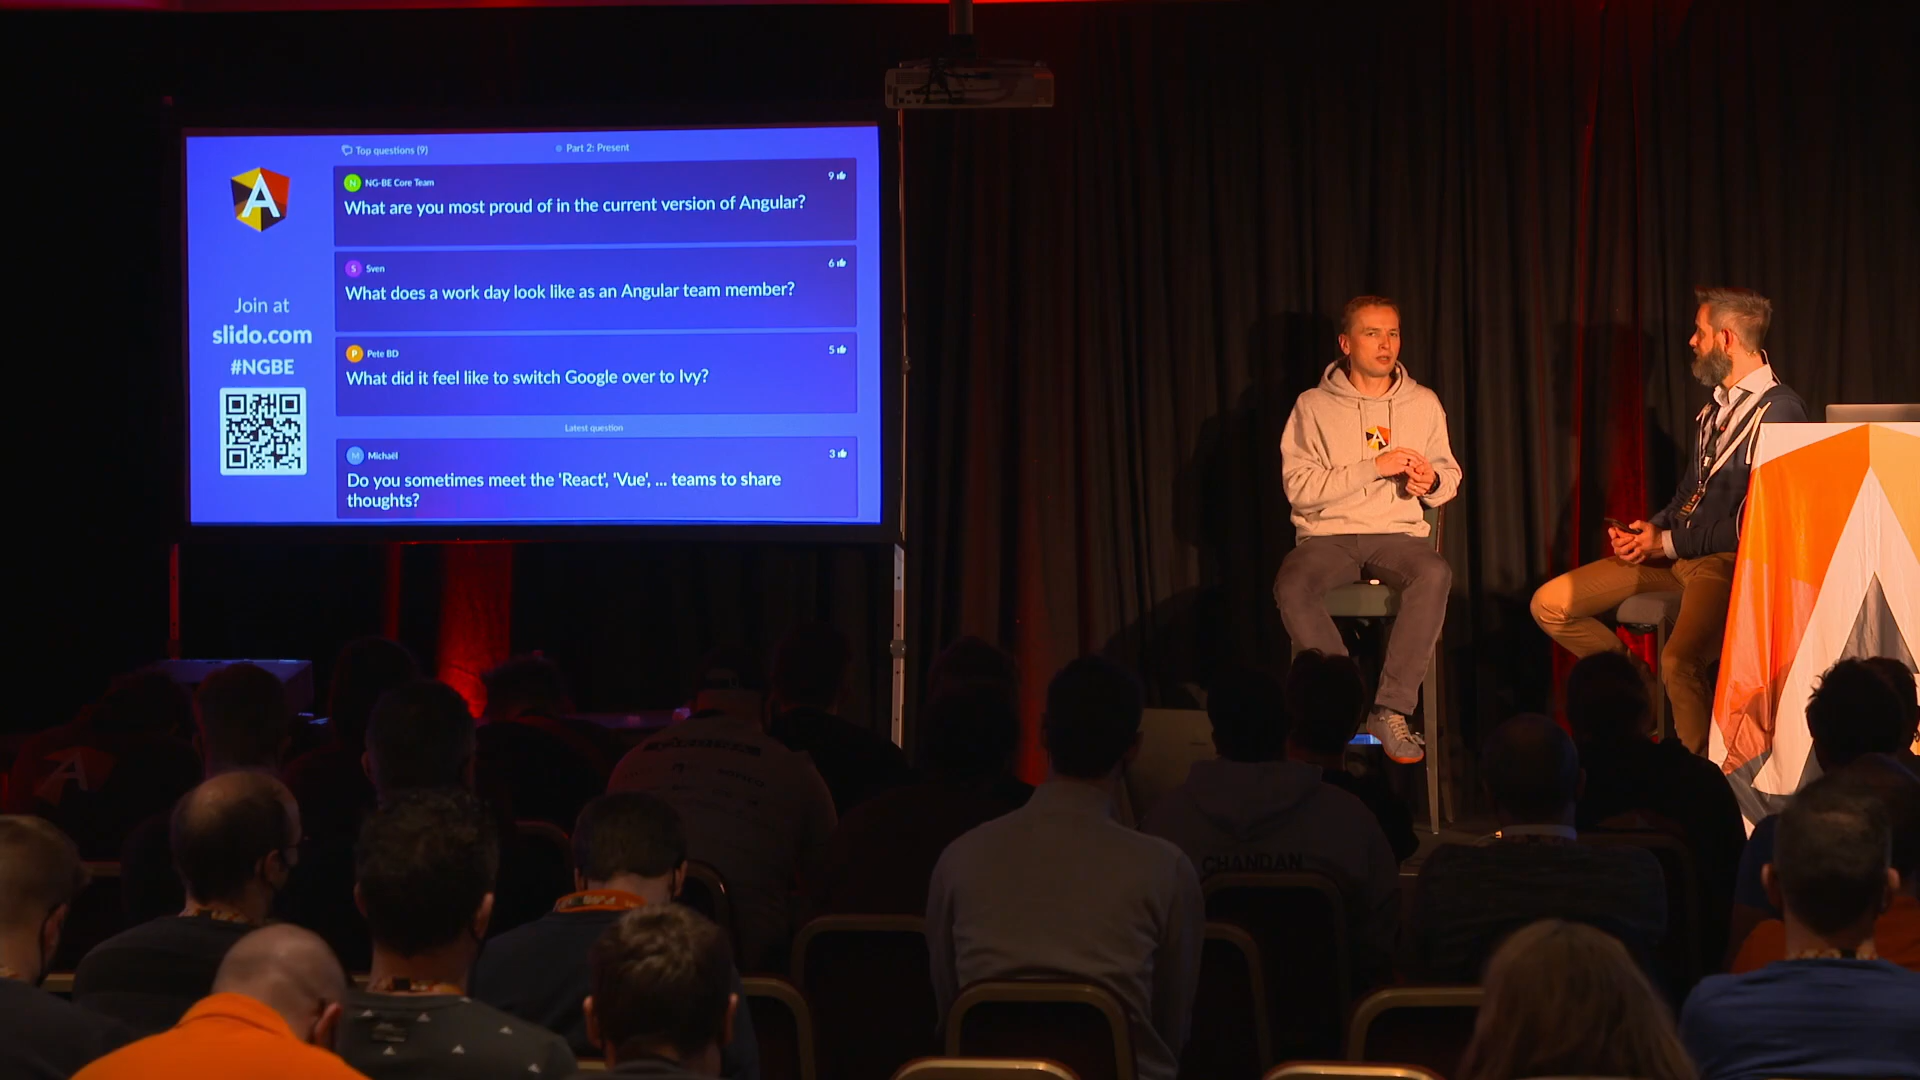 Top questions (9)
Part 2: Present
N
NG-BE Core Team
9
What are you most proud of in the current version of Angular?
S
Sven
6
What does a work day look like as an Angular team member?
P
Pete BD
5
What did it feel like to switch Google over to Ivy?
Latest question
M
Michaël
3
Do you sometimes meet the 'React', 'Vue', ... teams to share
thoughts?
A
Join at
slido.com
#NGBE
A
CHANDAN